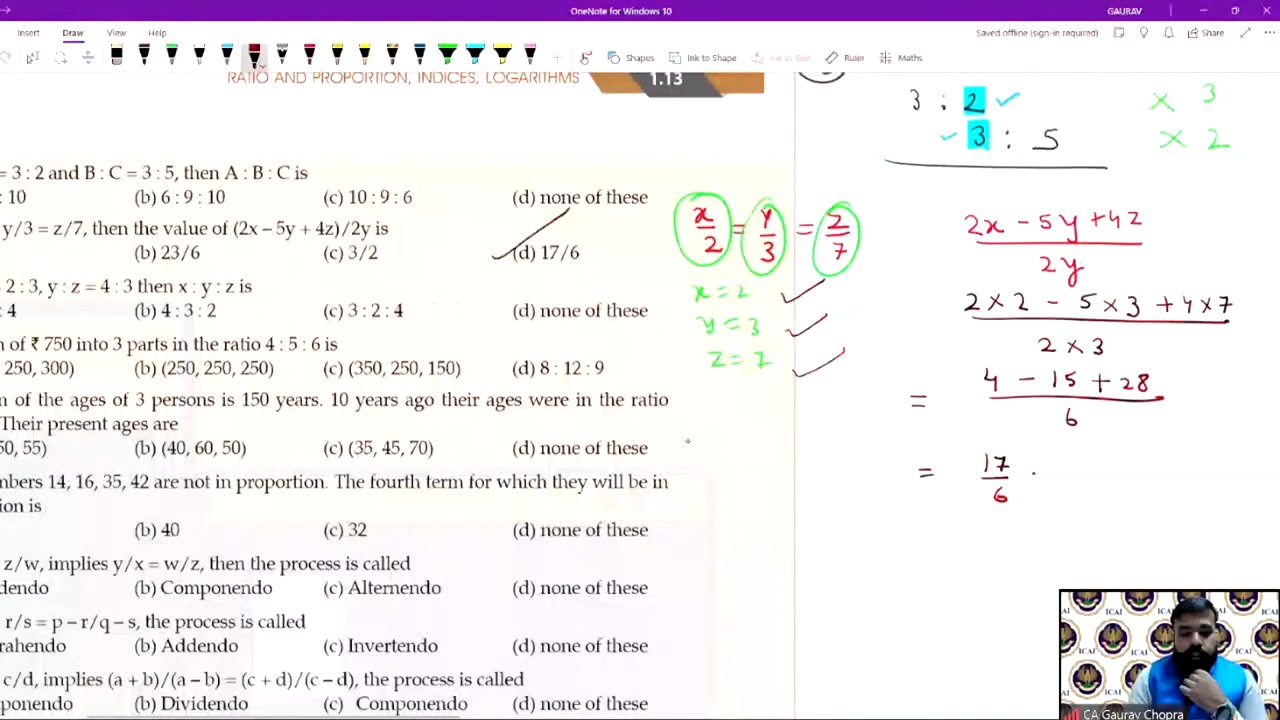 OneNote for Windows 10
GAURAV
Insert Draw View Help
Saved offline (sign in required)
Share
Shapes
Ink to Shape
Ink to Text
Ruler
Maths
RATIO AND PROPORTION, INDICES, LOGARITHMS 1.13
= 3 : 2 and B : C = 3 : 5, then A : B : C is
: 10 (b) 6 : 9 : 10 (c) 10 : 9 : 6 (d) none of these
y/3 = z/7, then the value of (2x – 5y + 4z)/2y is
(b) 23/6 (c) 3/2 (d) 17/6
2 : 3, y : z = 4 : 3 then x : y : z is
: 4 (b) 4 : 3 : 2 (c) 3 : 2 : 4 (d) none of these
n of ₹ 750 into 3 parts in the ratio 4 : 5 : 6 is
250, 300) (b) (250, 250, 250) (c) (350, 250, 150) (d) 8 : 12 : 9
n of the ages of 3 persons is 150 years. 10 years ago their ages were in the ratio
Their present ages are
50, 55) (b) (40, 60, 50) (c) (35, 45, 70) (d) none of these
mbers 14, 16, 35, 42 are not in proportion. The fourth term for which they will be in
ion is
(b) 40 (c) 32 (d) none of these
z/w, implies y/x = w/z, then the process is called
dendo (b) Componendo (c) Alternendo (d) none of these
r/s = p – r/q – s, the process is called
rahendo (b) Addendo (c) Invertendo (d) none of these
c/d, implies (a + b)/(a – b) = (c + d)/(c – d), the process is called
ponendo (b) Dividendo (c) Componendo (d) none of these
x/2 = y/3 = z/7
x = 2
y = 3
z = 7
3 : 2 × 3
3 : 5 × 2
2x – 5y + 4z
2y
2 × 2 – 5 × 3 + 4 × 7
2 × 3
= 4 – 15 + 28
6
= 17
6
ICAI ICAI
CA Gaurav Chopra